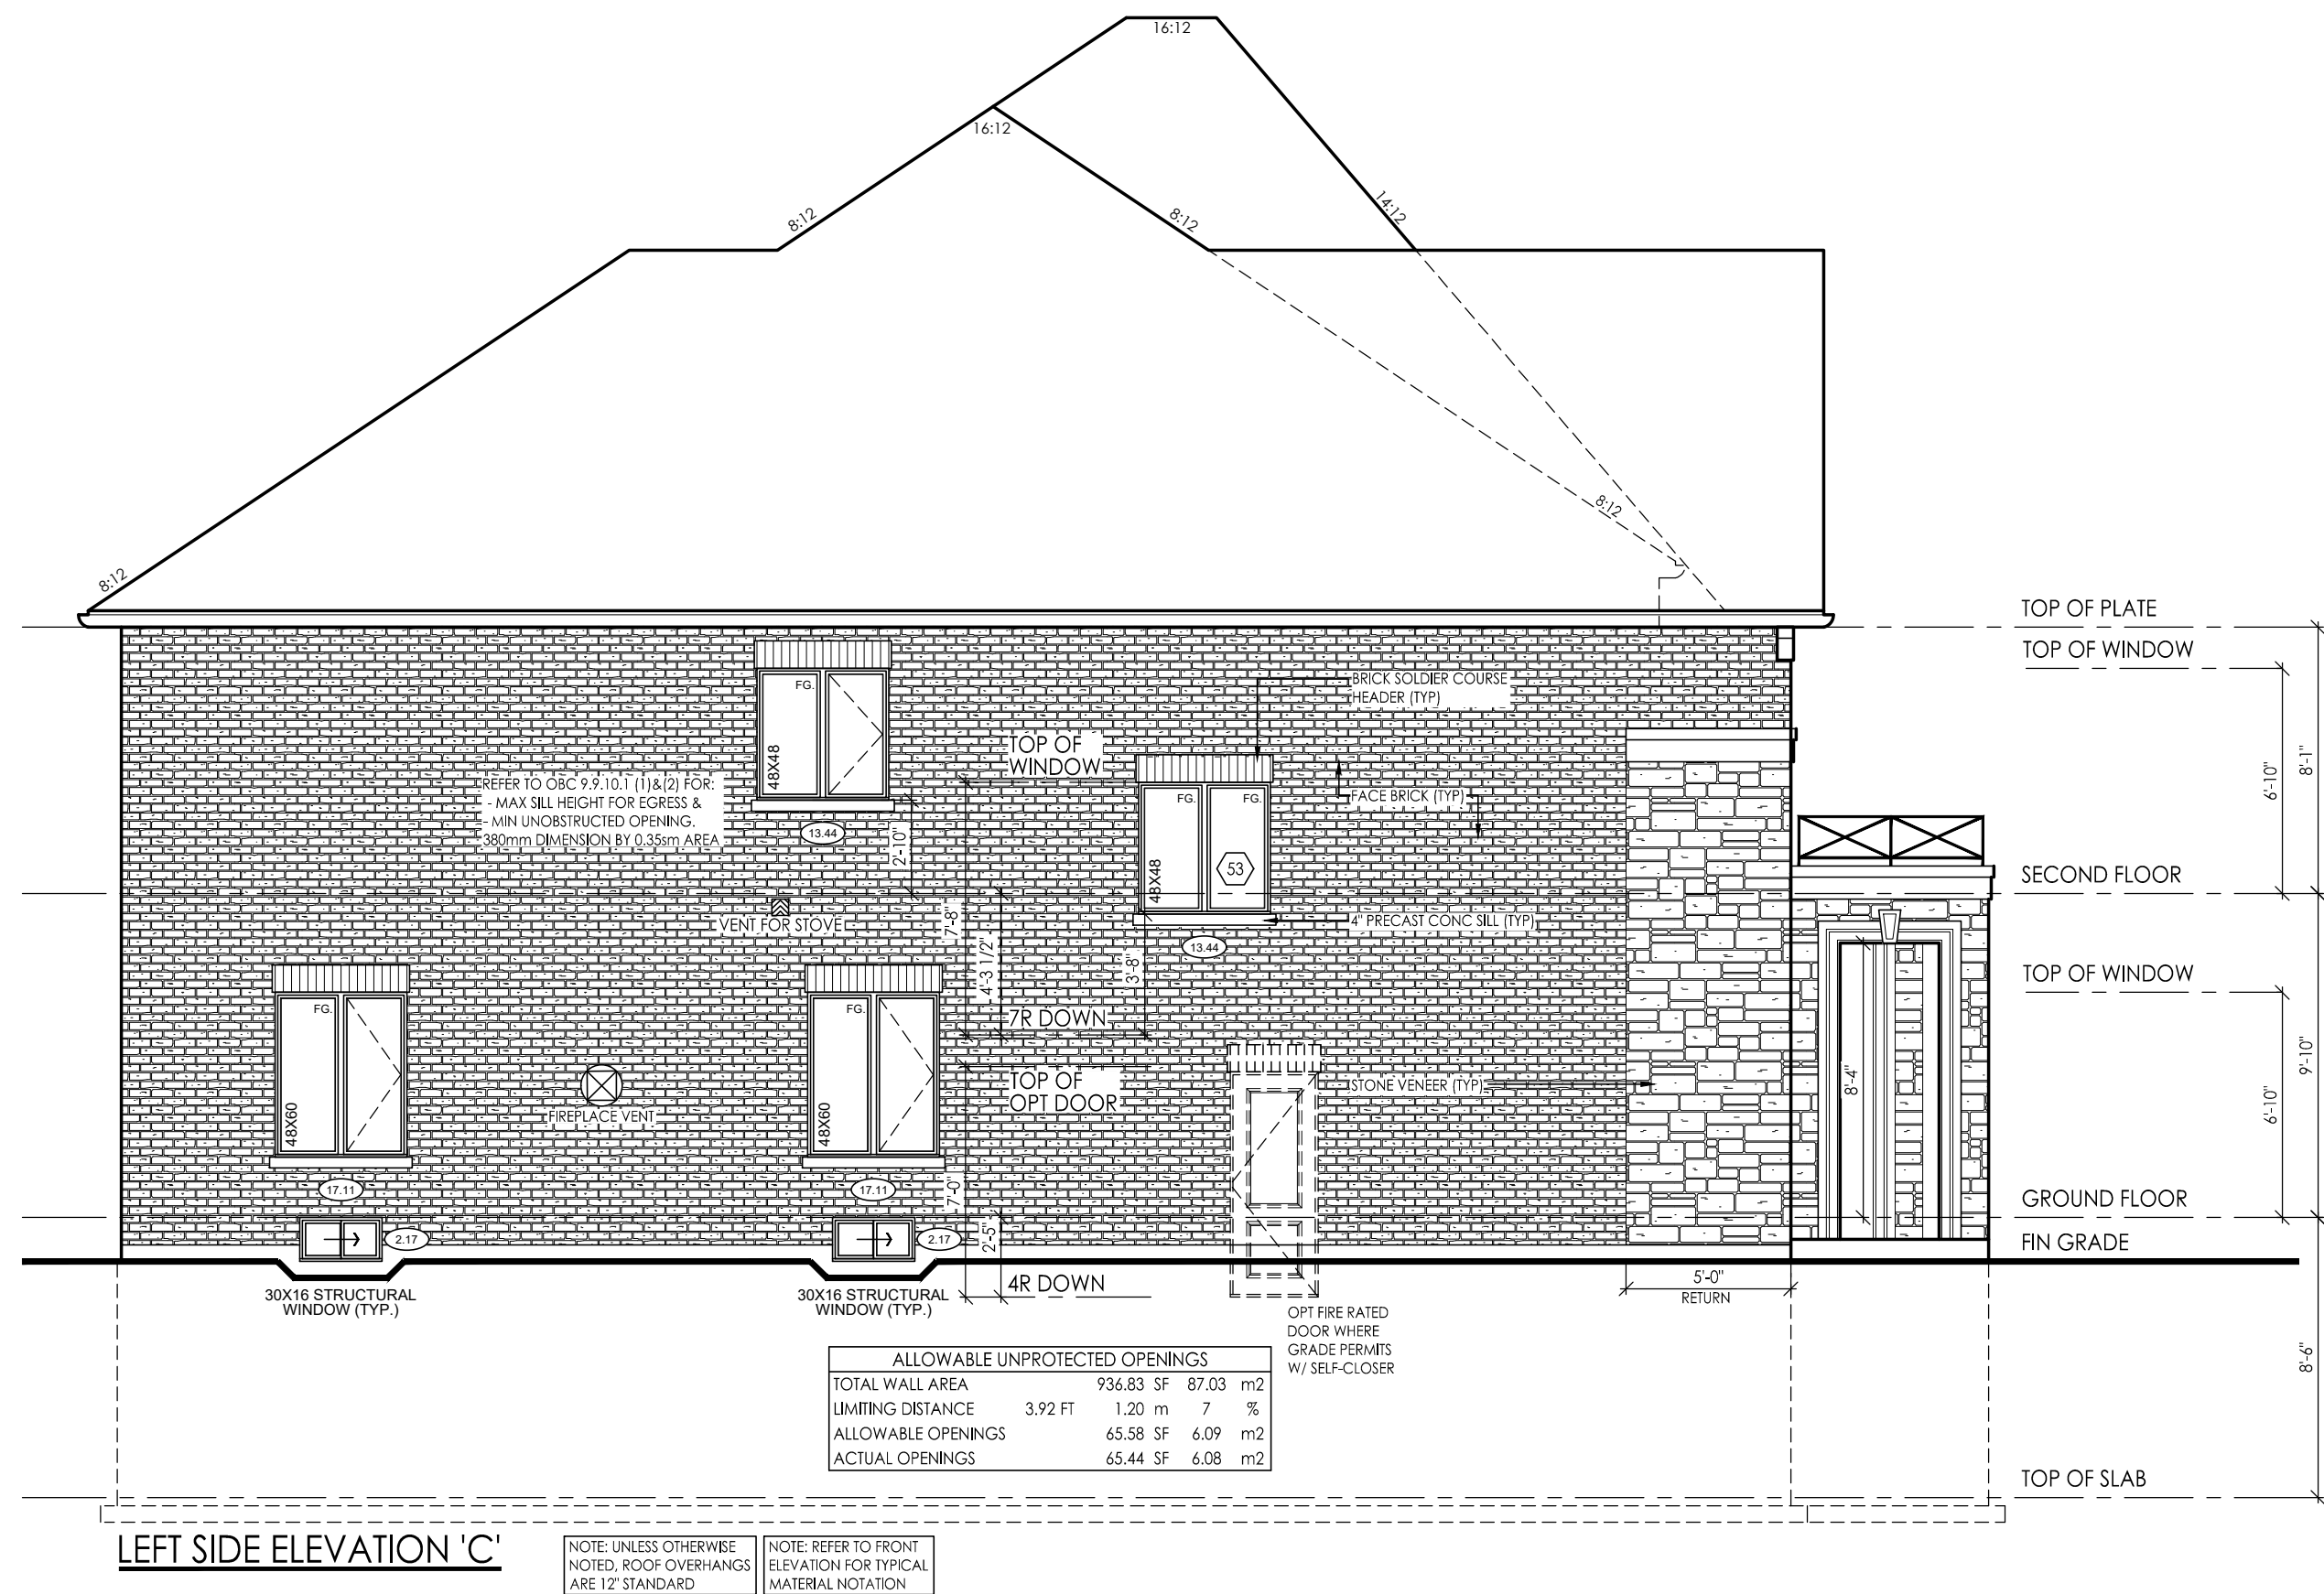 16:12
16:12
8:12
8:12
14:12
8:12
8:12
TOP OF PLATE
TOP OF WINDOW
BRICK SOLDIER COURSE
HEADER (TYP)
FG.
48X48
TOP OF
WINDOW
REFER TO OBC 9.9.10.1 (1)&(2) FOR:
- MAX SILL HEIGHT FOR EGRESS &
- MIN UNOBSTRUCTED OPENING.
380mm DIMENSION BY 0.35sm AREA
FG.
FG.
FACE BRICK (TYP)
6'-10"
8'-1"
13.44
2'-10"
48X48
53
SECOND FLOOR
VENT FOR STOVE
7'-8"
4'-3 1/2"
3'-8"
4" PRECAST CONC SILL (TYP)
13.44
TOP OF WINDOW
FG.
FG.
7R DOWN
TOP OF
OPT DOOR
STONE VENEER (TYP)
8'-4"
9'-10"
6'-10"
48X60
FIREPLACE VENT
48X60
17.11
17.11
7'-0"
GROUND FLOOR
2.17
2.17
2'-5"
FIN GRADE
4R DOWN
5'-0"
RETURN
30X16 STRUCTURAL
WINDOW (TYP.)
30X16 STRUCTURAL
WINDOW (TYP.)
OPT FIRE RATED
DOOR WHERE
GRADE PERMITS
W/ SELF-CLOSER
8'-6"
ALLOWABLE UNPROTECTED OPENINGS
TOTAL WALL AREA 936.83 SF 87.03 m2
LIMITING DISTANCE 3.92 FT 1.20 m 7 %
ALLOWABLE OPENINGS 65.58 SF 6.09 m2
ACTUAL OPENINGS 65.44 SF 6.08 m2
TOP OF SLAB
LEFT SIDE ELEVATION 'C'
NOTE: UNLESS OTHERWISE
NOTED, ROOF OVERHANGS
ARE 12" STANDARD
NOTE: REFER TO FRONT
ELEVATION FOR TYPICAL
MATERIAL NOTATION